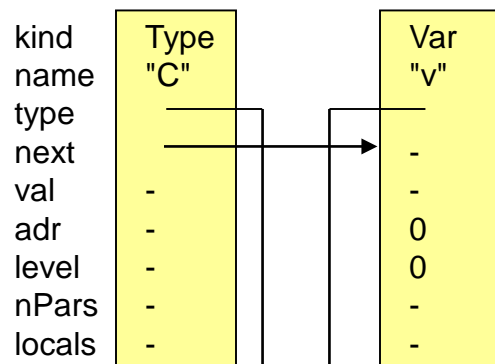 kind Type Var
name "C" "v"
type
next -
val - -
adr - 0
level - 0
nPars - -
locals - -